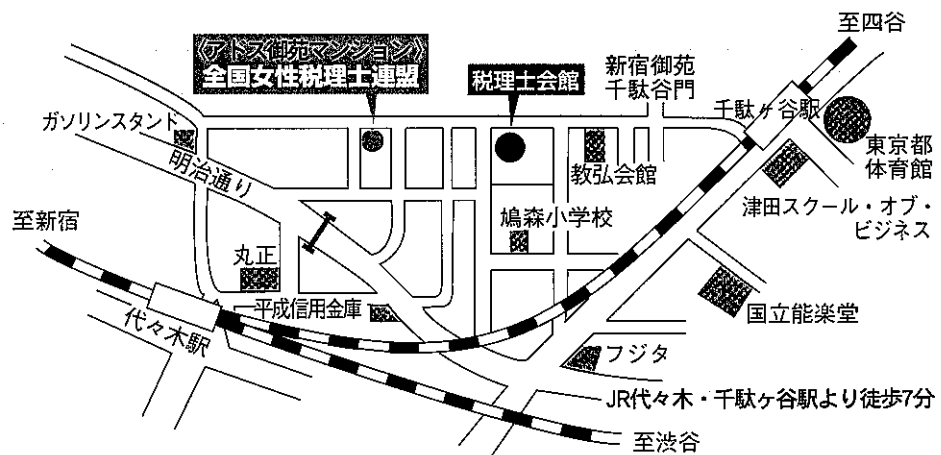 至四谷
〈アトス御苑マンション〉
全国女性税理士連盟
税理士会館
新宿御苑
千駄谷門
千駄ヶ谷駅
ガソリンスタンド
東京都
体育館
明治通り
教弘会館
津田スクール・オブ・
ビジネス
至新宿
鳩森小学校
丸正
平成信用金庫
国立能楽堂
代々木駅
フジタ
JR代々木・千駄ヶ谷駅より徒歩7分
至渋谷